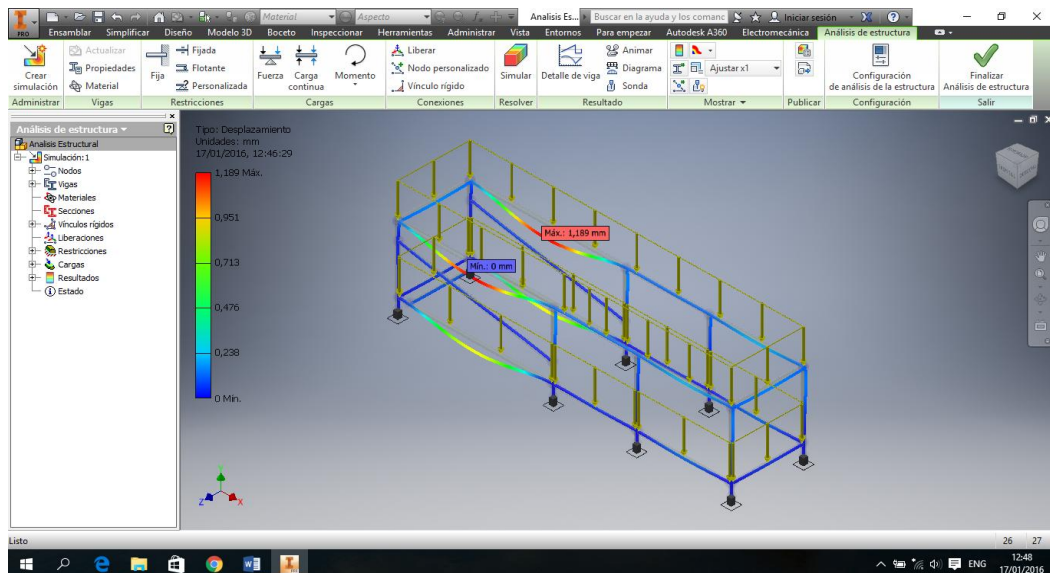 PRO
Material
Aspecto
Análisis Es...
Buscar en la ayuda y los comanc
Iniciar sesión
Ensamblar Simplificar Diseño Modelo 3D Boceto Inspeccionar Herramientas Administrar Vista Entornos Para empezar Autodesk A360 Electromecánica Análisis de estructura
Crear simulación
Actualizar
Propiedades
Material
Fija
Fijada
Flotante
Personalizada
Fuerza
Carga continua
Momento
Liberar
Nodo personalizado
Vínculo rígido
Simular
Detalle de viga
Animar
Diagrama
Sonda
Ajustar x1
Configuración de análisis de la estructura
Finalizar Análisis de estructura
Administrar Vigas Restricciones Cargas Conexiones Resolver Resultado Mostrar Publicar Configuración Salir
Análisis de estructura
Analisis Estructural
Simulación:1
Nodos
Vigas
Materiales
Secciones
Vínculos rígidos
Liberaciones
Restricciones
Cargas
Resultados
Estado
Tipo: Desplazamiento
Unidades: mm
17/01/2016, 12:46:29
1,189 Máx.
0,951
0,713
0,476
0,238
0 Mín.
Máx.: 1,189 mm
Mín.: 0 mm
Y
Z
X
Listo
26 27
ENG
12:48
17/01/2016